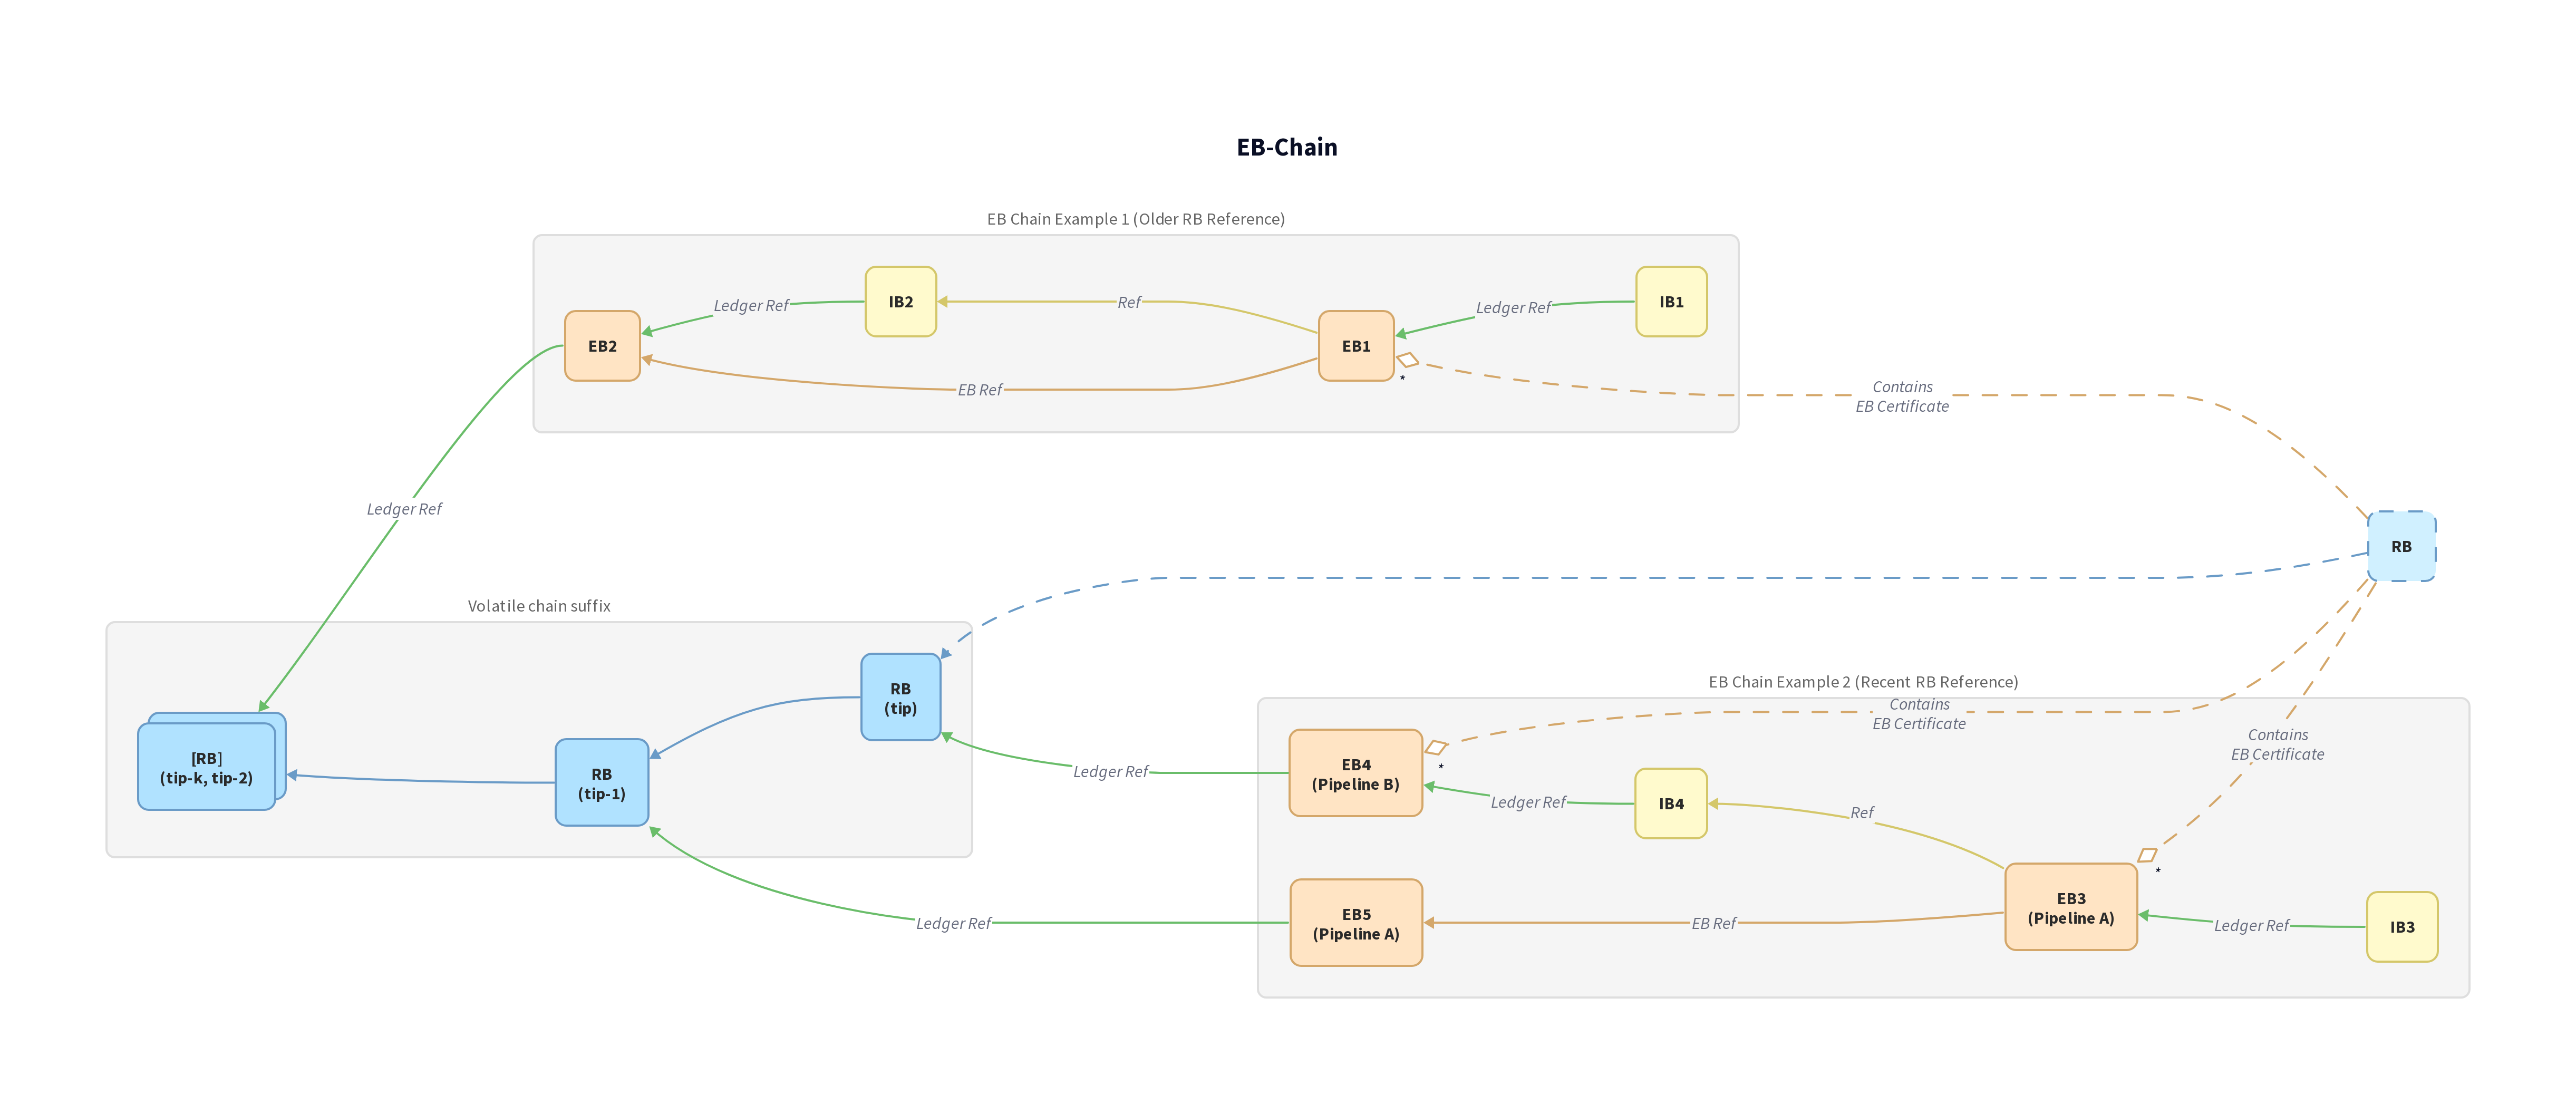 EB-Chain
EB Chain Example 1 (Older RB Reference)
IB2
IB1
Ledger Ref
Ref
Ledger Ref
EB2
EB1
*
EB Ref
Contains
EB Certificate
Ledger Ref
RB
Volatile chain suffix
RB
(tip)
[RB]
(tip-k, tip-2)
RB
(tip-1)
EB Chain Example 2 (Recent RB Reference)
Contains
EB Certificate
Contains
EB Certificate
Ledger Ref
EB4
(Pipeline B)
*
Ledger Ref
IB4
Ref
*
Ledger Ref
EB5
(Pipeline A)
EB Ref
EB3
(Pipeline A)
Ledger Ref
IB3